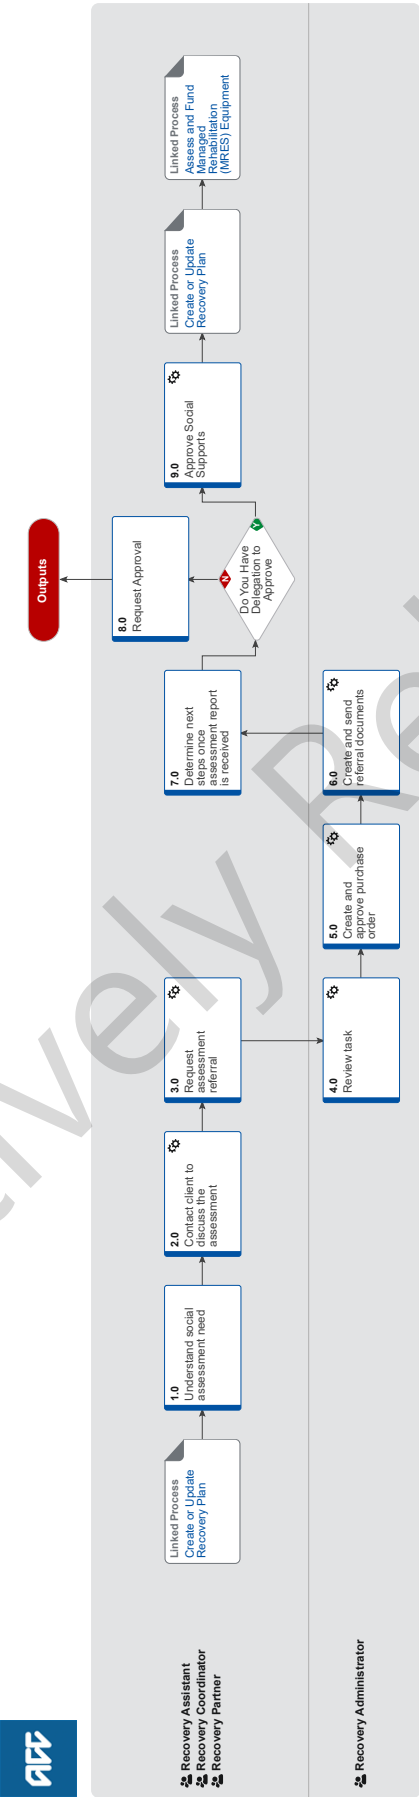 ACC
Recovery Assistant
Recovery Coordinator
Recovery Partner
Linked Process
Create or Update
Recovery Plan
1.0
Understand social
assessment need
2.0
Contact client to
discuss the
assessment
3.0
Request
assessment
referral
7.0
Determine next
steps once
assessment report
is received
Do You Have
Delegation to
Approve
N
Y
8.0
Request Approval
Outputs
9.0
Approve Social
Supports
Linked Process
Create or Update
Recovery Plan
Linked Process
Assess and Fund
Managed
Rehabilitation
(MRES) Equipment
Recovery Administrator
4.0
Review task
5.0
Create and
approve purchase
order
6.0
Create and send
referral documents